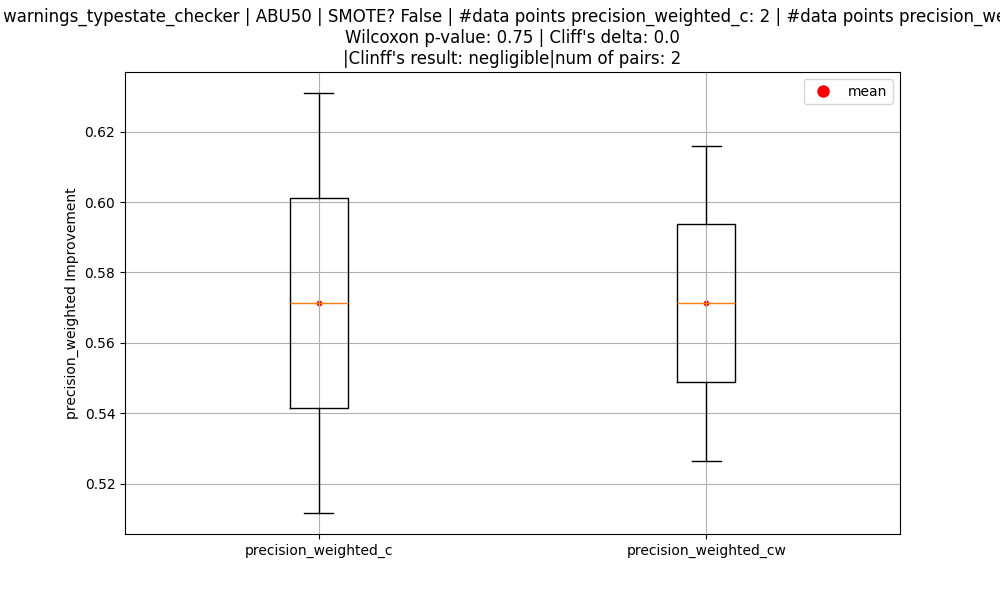 warnings_typestate_checker | ABU50 | SMOTE? False | #data points precision_weighted_c: 2 | #data points
Wilcoxon p-value: 0.75 | Cliff's delta: 0.0
|Clinff's result: negligible|num of pairs: 2
mean
0.62
0.60
0.58
0.56
0.54
0.52
precision_weighted Improvement
precision_weighted_c
precision_weighted_cw